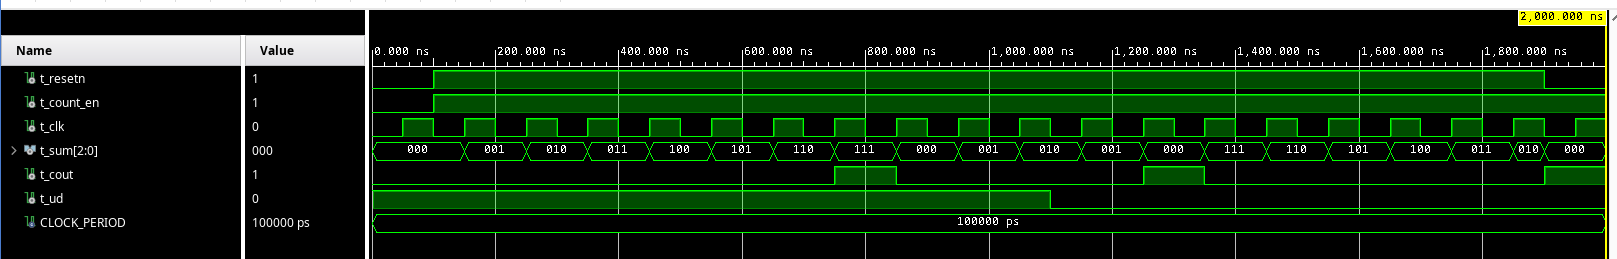 2,000.000 ns
Name Value 0.000 ns 200.000 ns 400.000 ns 600.000 ns 800.000 ns 1,000.000 ns 1,200.000 ns 1,400.000 ns 1,600.000 ns 1,800.000 ns
t_resetn 1
t_count_en 1
t_clk 0
t_sum[2:0] 000 000 001 010 011 100 101 110 111 000 001 010 001 000 111 110 101 100 011 010 000
t_cout 1
t_ud 0
CLOCK_PERIOD 100000 ps 100000 ps